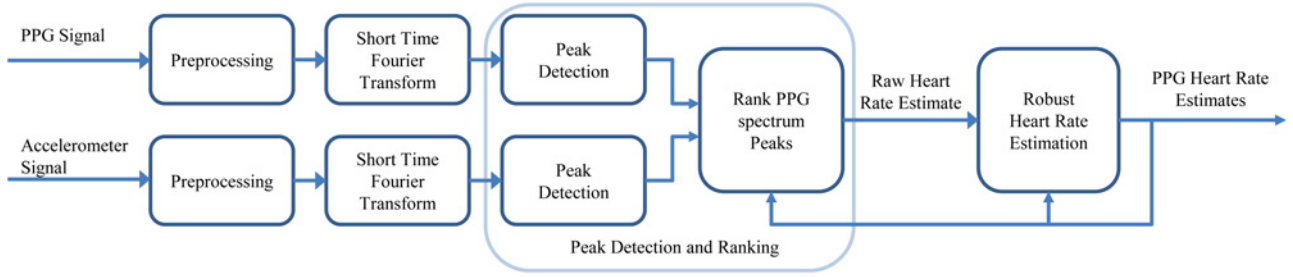 PPG Signal
Preprocessing
Short Time
Fourier
Transform
Peak
Detection
Accelerometer
Signal
Preprocessing
Short Time
Fourier
Transform
Peak
Detection
Rank PPG
spectrum
Peaks
Peak Detection and Ranking
Raw Heart
Rate Estimate
Robust
Heart Rate
Estimation
PPG Heart Rate
Estimates